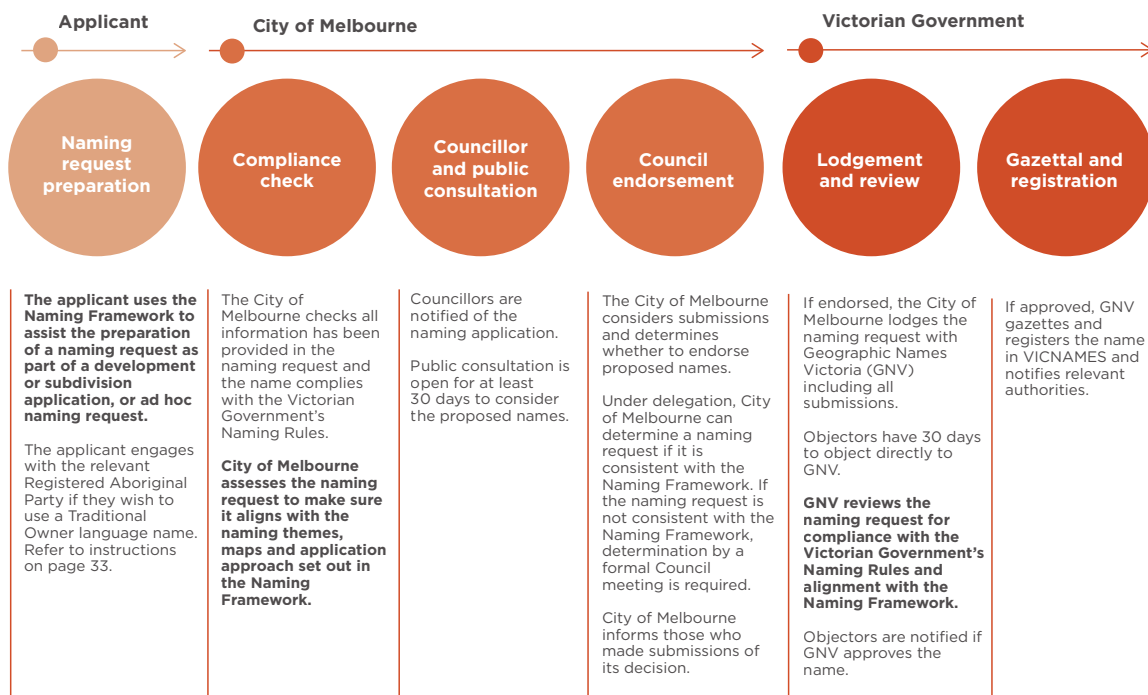 Applicant
City of Melbourne
Victorian Government
Naming
request
preparation
Compliance
check
Councillor
and public
consultation
Council
endorsement
Lodgement
and review
Gazettal and
registration
The applicant uses the
Naming Framework to
assist the preparation
of a naming request as
part of a development
or subdivision
application, or ad hoc
naming request.
The applicant engages
with the relevant
Registered Aboriginal
Party if they wish to
use a Traditional
Owner language name.
Refer to instructions
on page 33.
The City of
Melbourne checks all
information has been
provided in the
naming request and
the name complies
with the Victorian
Government's
Naming Rules.
City of Melbourne
assesses the naming
request to make sure
it aligns with the
naming themes,
maps and application
approach set out in
the Naming
Framework.
Councillors are
notified of the
naming application.
Public consultation is
open for at least
30 days to consider
the proposed names.
The City of Melbourne
considers submissions
and determines
whether to endorse
proposed names.
Under delegation, City
of Melbourne can
determine a naming
request if it is
consistent with the
Naming Framework. If
the naming request is
not consistent with the
Naming Framework,
determination by a
formal Council
meeting is required.
City of Melbourne
informs those who
made submissions of
its decision.
If endorsed, the City of
Melbourne lodges the
naming request with
Geographic Names
Victoria (GNV)
including all
submissions.
Objectors have 30 days
to object directly to
GNV.
GNV reviews the
naming request for
compliance with the
Victorian Government's
Naming Rules and
alignment with the
Naming Framework.
Objectors are notified if
GNV approves the
name.
If approved, GNV
gazettes and
registers the name
in VICNAMES and
notifies relevant
authorities.